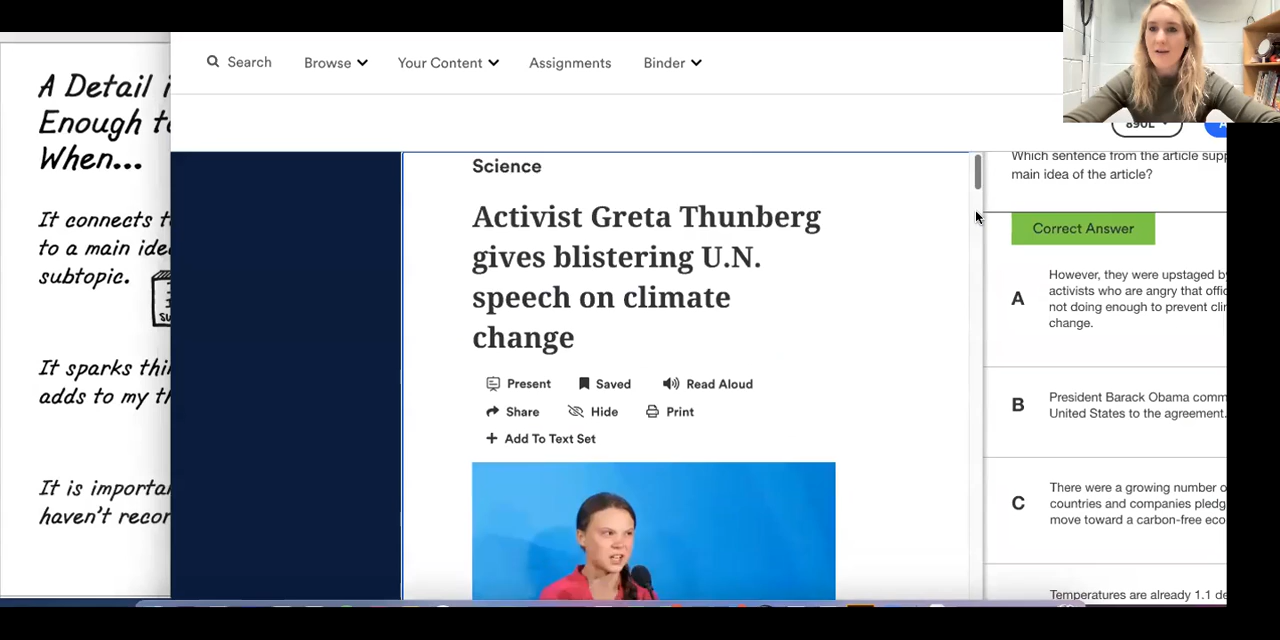 A Detail i
Enough to
When...
It connects t
to a main idea
subtopic.
It sparks thi
adds to my th
It is importa
haven't recor
Search
Browse
Your Content
Assignments
Binder
890L
Science
Activist Greta Thunberg
gives blistering U.N.
speech on climate
change
Present
Saved
Read Aloud
Share
Hide
Print
+ Add To Text Set
Which sentence from the article supp
main idea of the article?
Correct Answer
A
However, they were upstaged by
activists who are angry that offic
not doing enough to prevent clim
change.
B
President Barack Obama comm
United States to the agreement.
C
There were a growing number o
countries and companies pledg
move toward a carbon-free eco
Temperatures are already 1.1 de